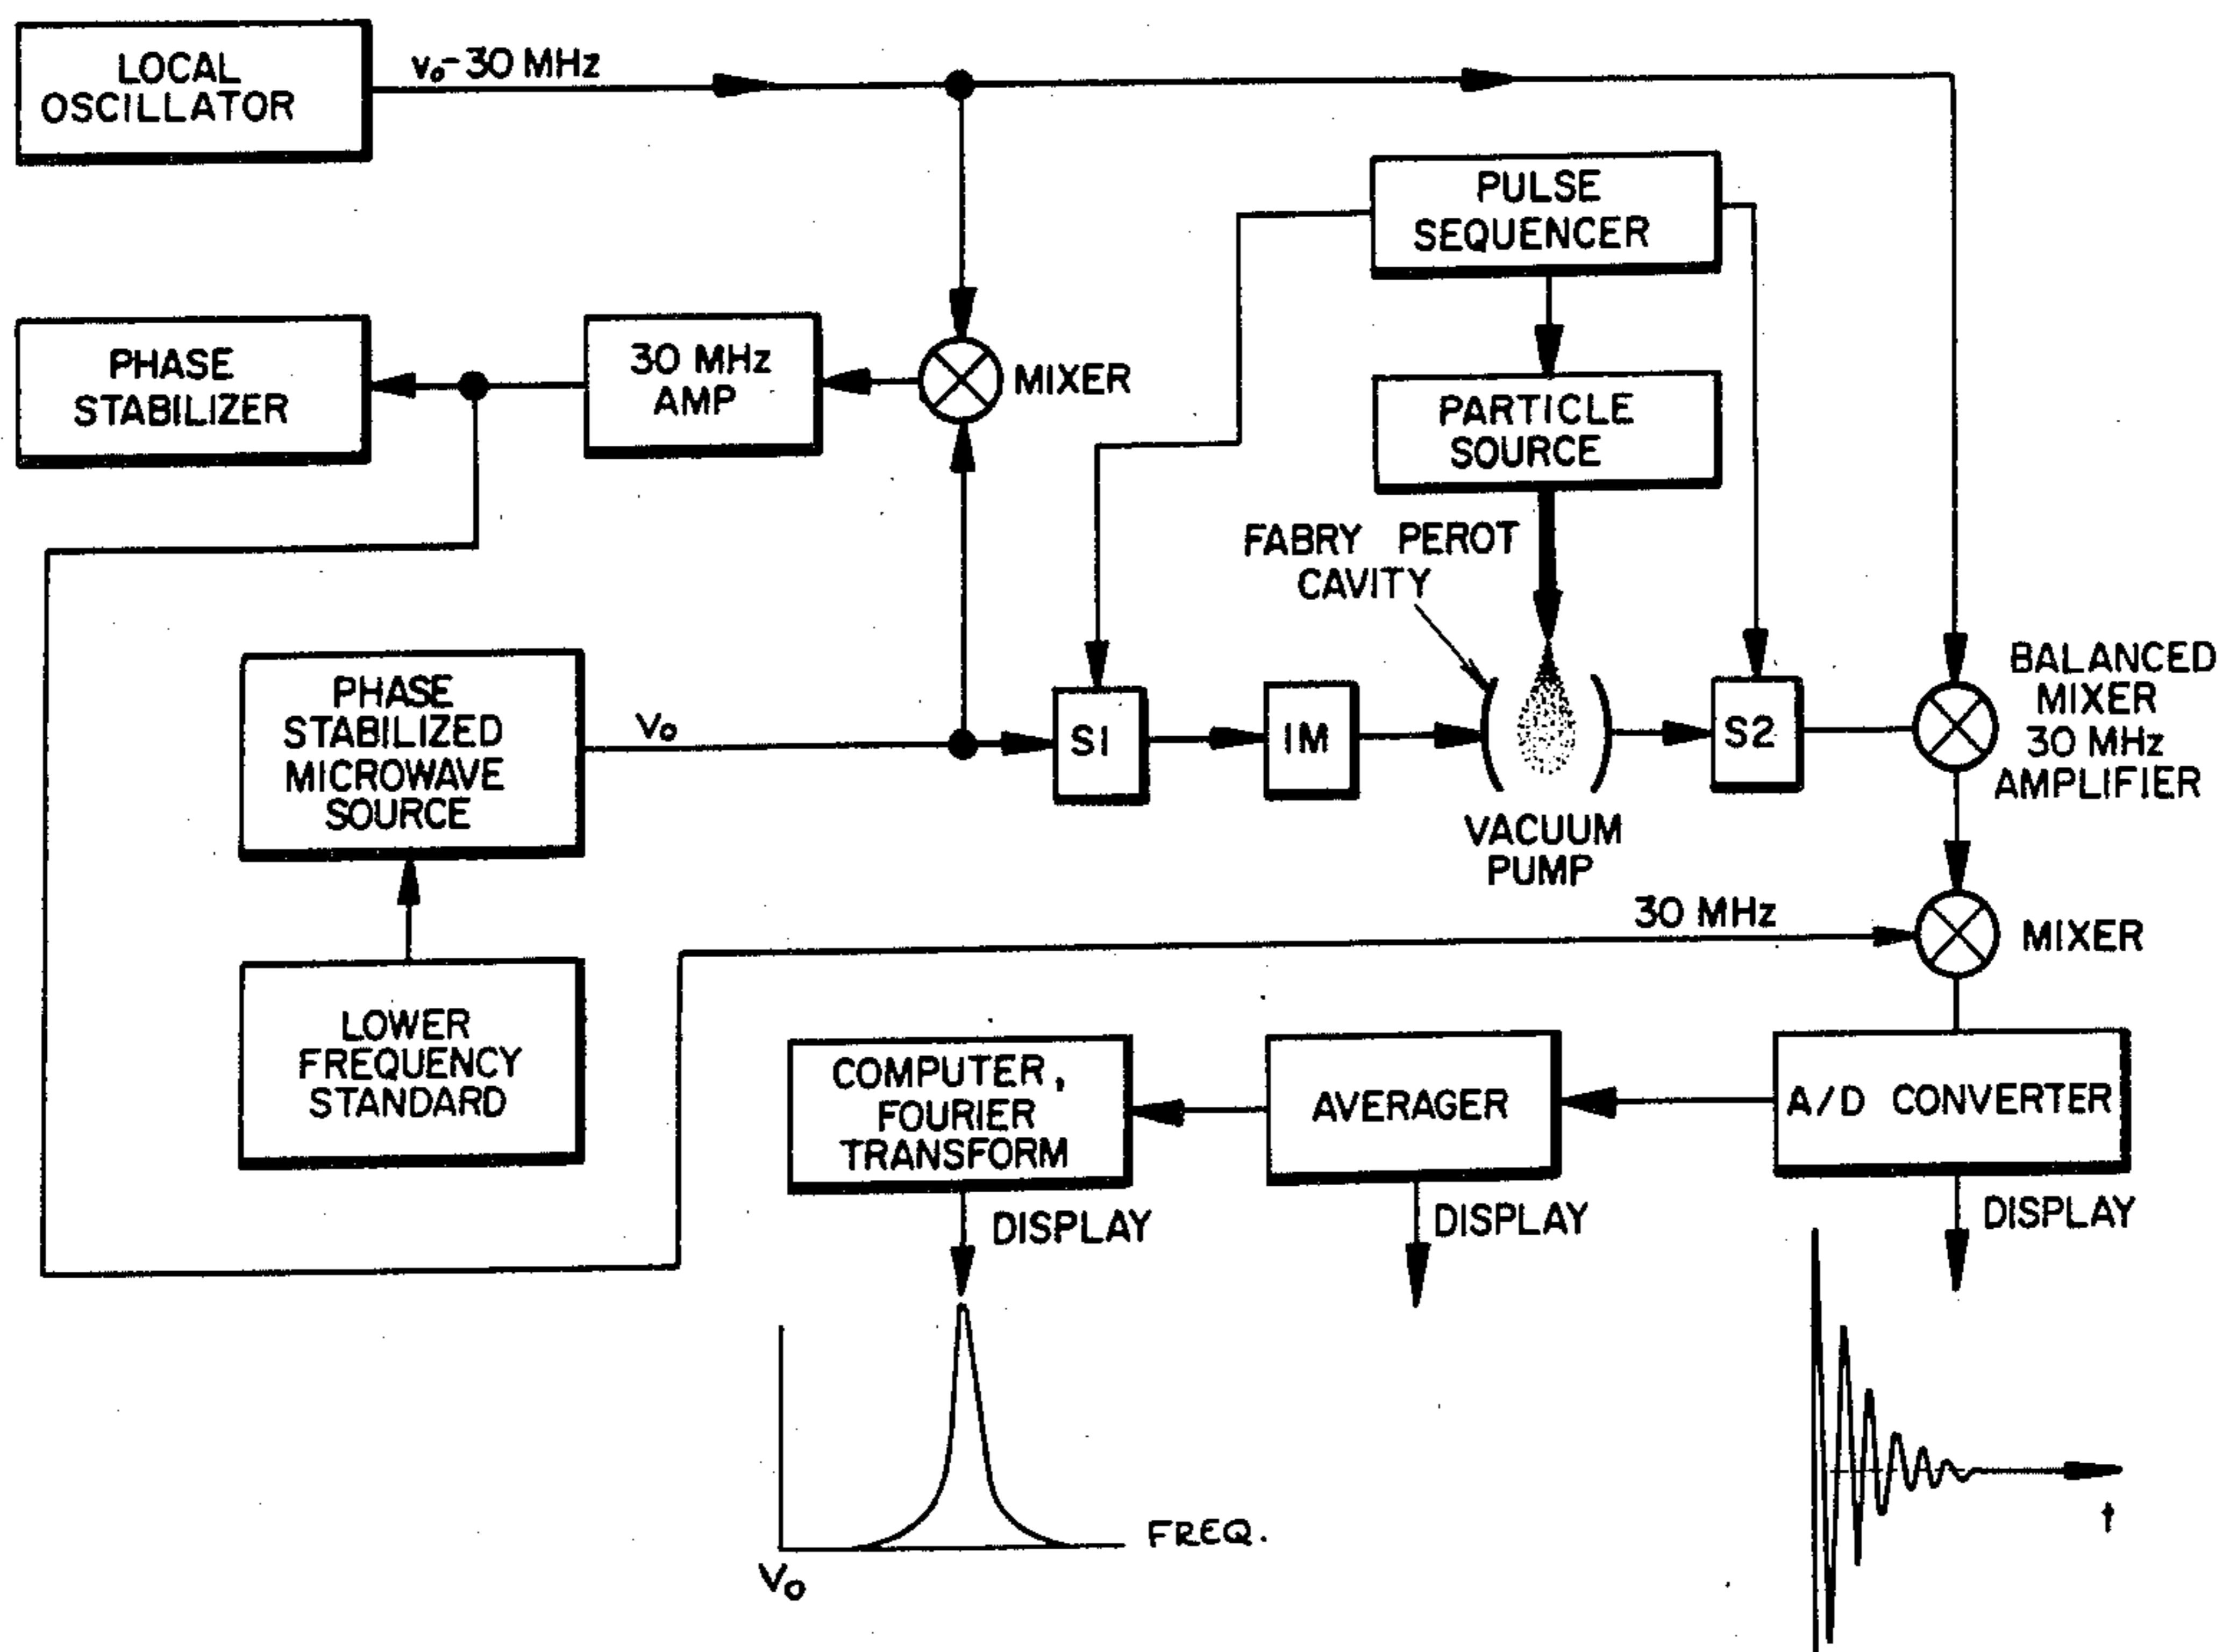 LOCAL
OSCILLATOR
v₀-30 MHz
PULSE
SEQUENCER
PHASE
STABILIZER
30 MHz
AMP
MIXER
PARTICLE
SOURCE
FABRY PEROT
CAVITY
PHASE
STABILIZED
MICROWAVE
SOURCE
V₀
S1
IM
S2
BALANCED
MIXER
30 MHz
AMPLIFIER
VACUUM
PUMP
30 MHz
MIXER
LOWER
FREQUENCY
STANDARD
COMPUTER,
FOURIER
TRANSFORM
AVERAGER
A/D CONVERTER
DISPLAY
DISPLAY
DISPLAY
FREQ.
V₀
t